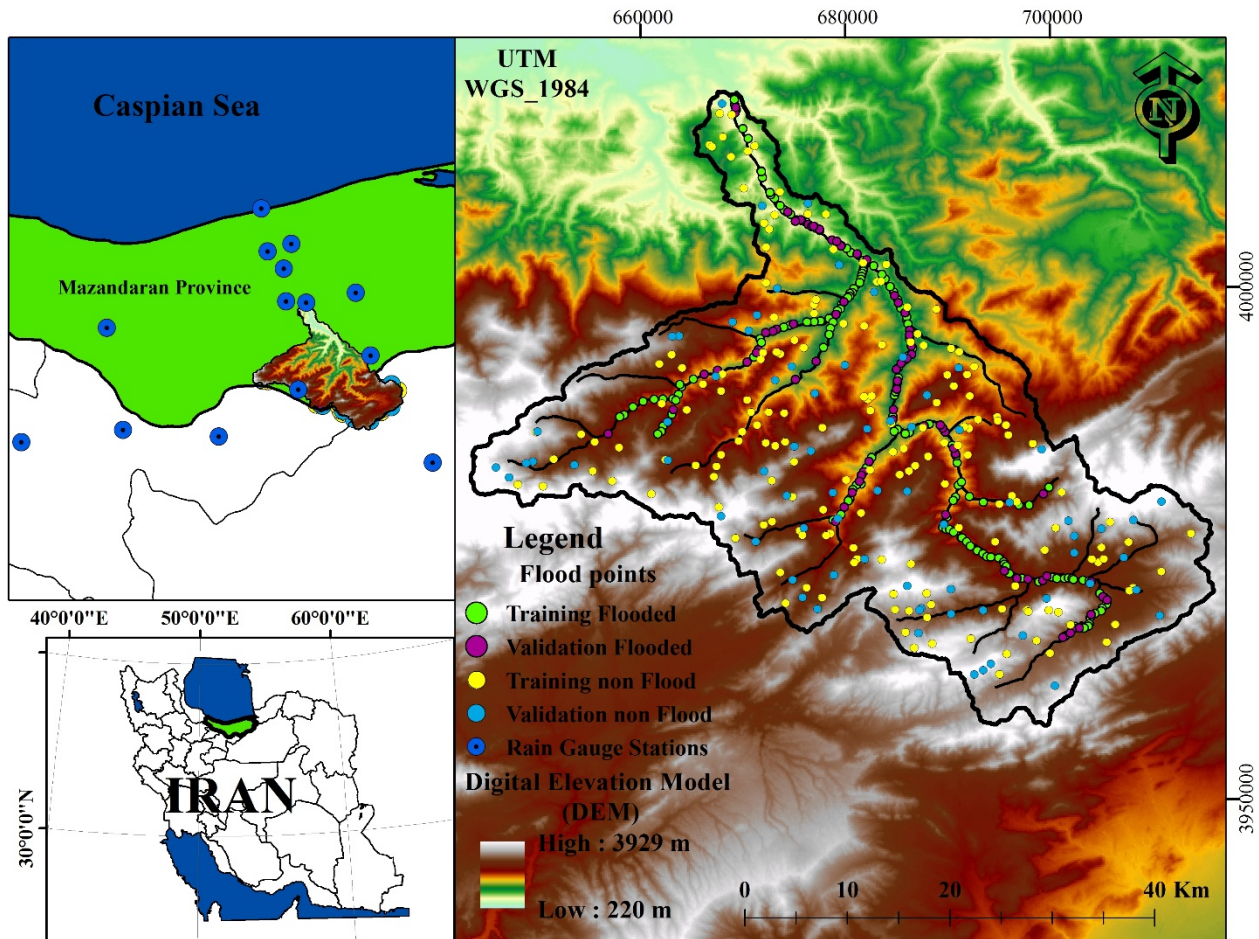 660000
680000
700000
UTM
WGS_1984
N
Caspian Sea
Mazandaran Province
4000000
3950000
Legend
Flood points
Training Flooded
Validation Flooded
Training non Flood
Validation non Flood
Rain Gauge Stations
Digital Elevation Model
(DEM)
High : 3929 m
Low : 220 m
0
10
20
40 Km
40°0'0"E
50°0'0"E
60°0'0"E
30°0'0"N
IRAN